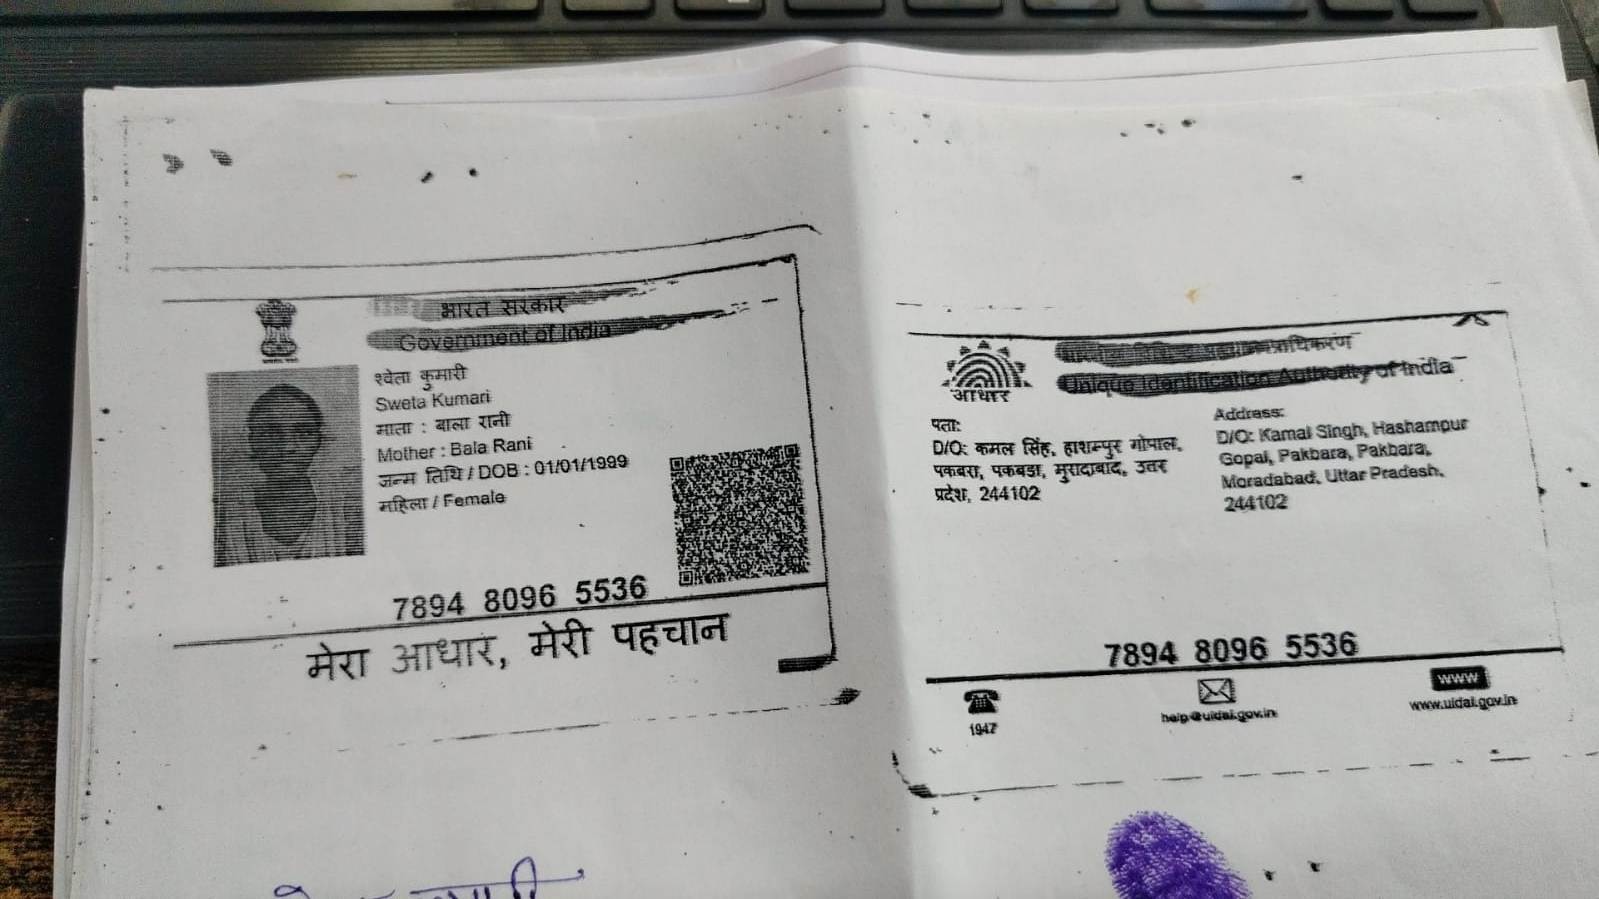 भारत सरकार
Government of India
श्वेता कुमारी
Sweta Kumari
माता : बाला रानी
Mother : Bala Rani
जन्म तिथि / DOB : 01/01/1999
महिला / Female
7894 8096 5536
मेरा आधार, मेरी पहचान
प्राधिकरण
Unique Identification Authority of India
आधार
पता:
D/O: कमल सिंह, हाशमपुर गोपाल,
पकबरा, पकबडा, मुरादाबाद, उत्तर
प्रदेश, 244102
Address:
D/O: Kamal Singh, Hashampur
Gopal, Pakbara, Pakbara,
Moradabad, Uttar Pradesh,
244102
7894 8096 5536
1947
help@uidai.gov.in
www
www.uidai.gov.in